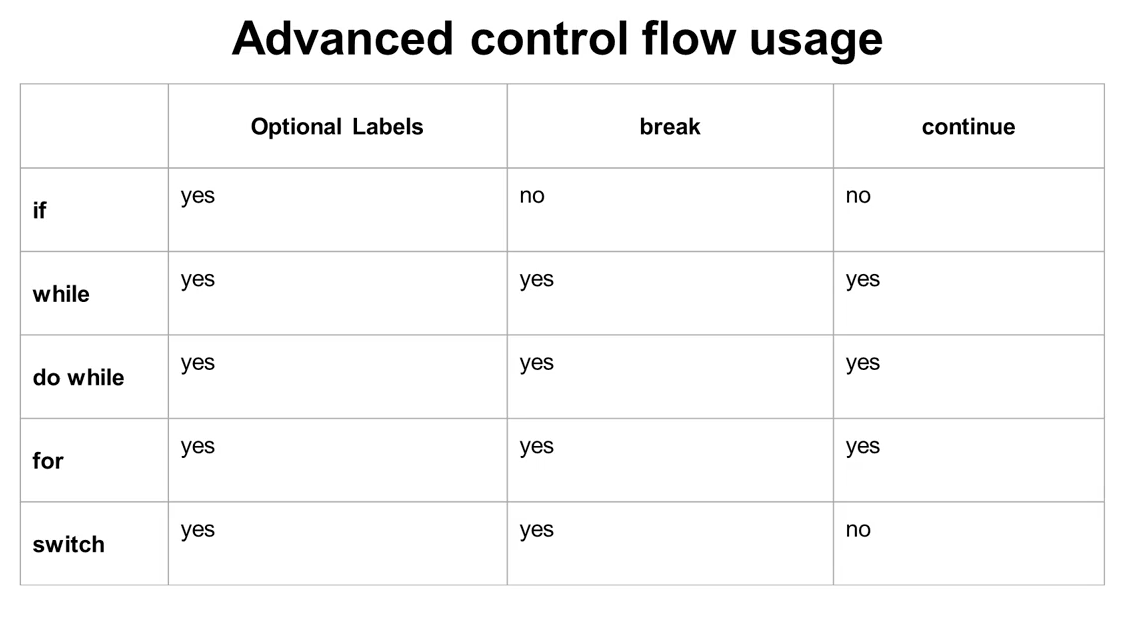 Advanced control flow usage
Optional Labels break continue
if yes no no
while yes yes yes
do while yes yes yes
for yes yes yes
switch yes yes no